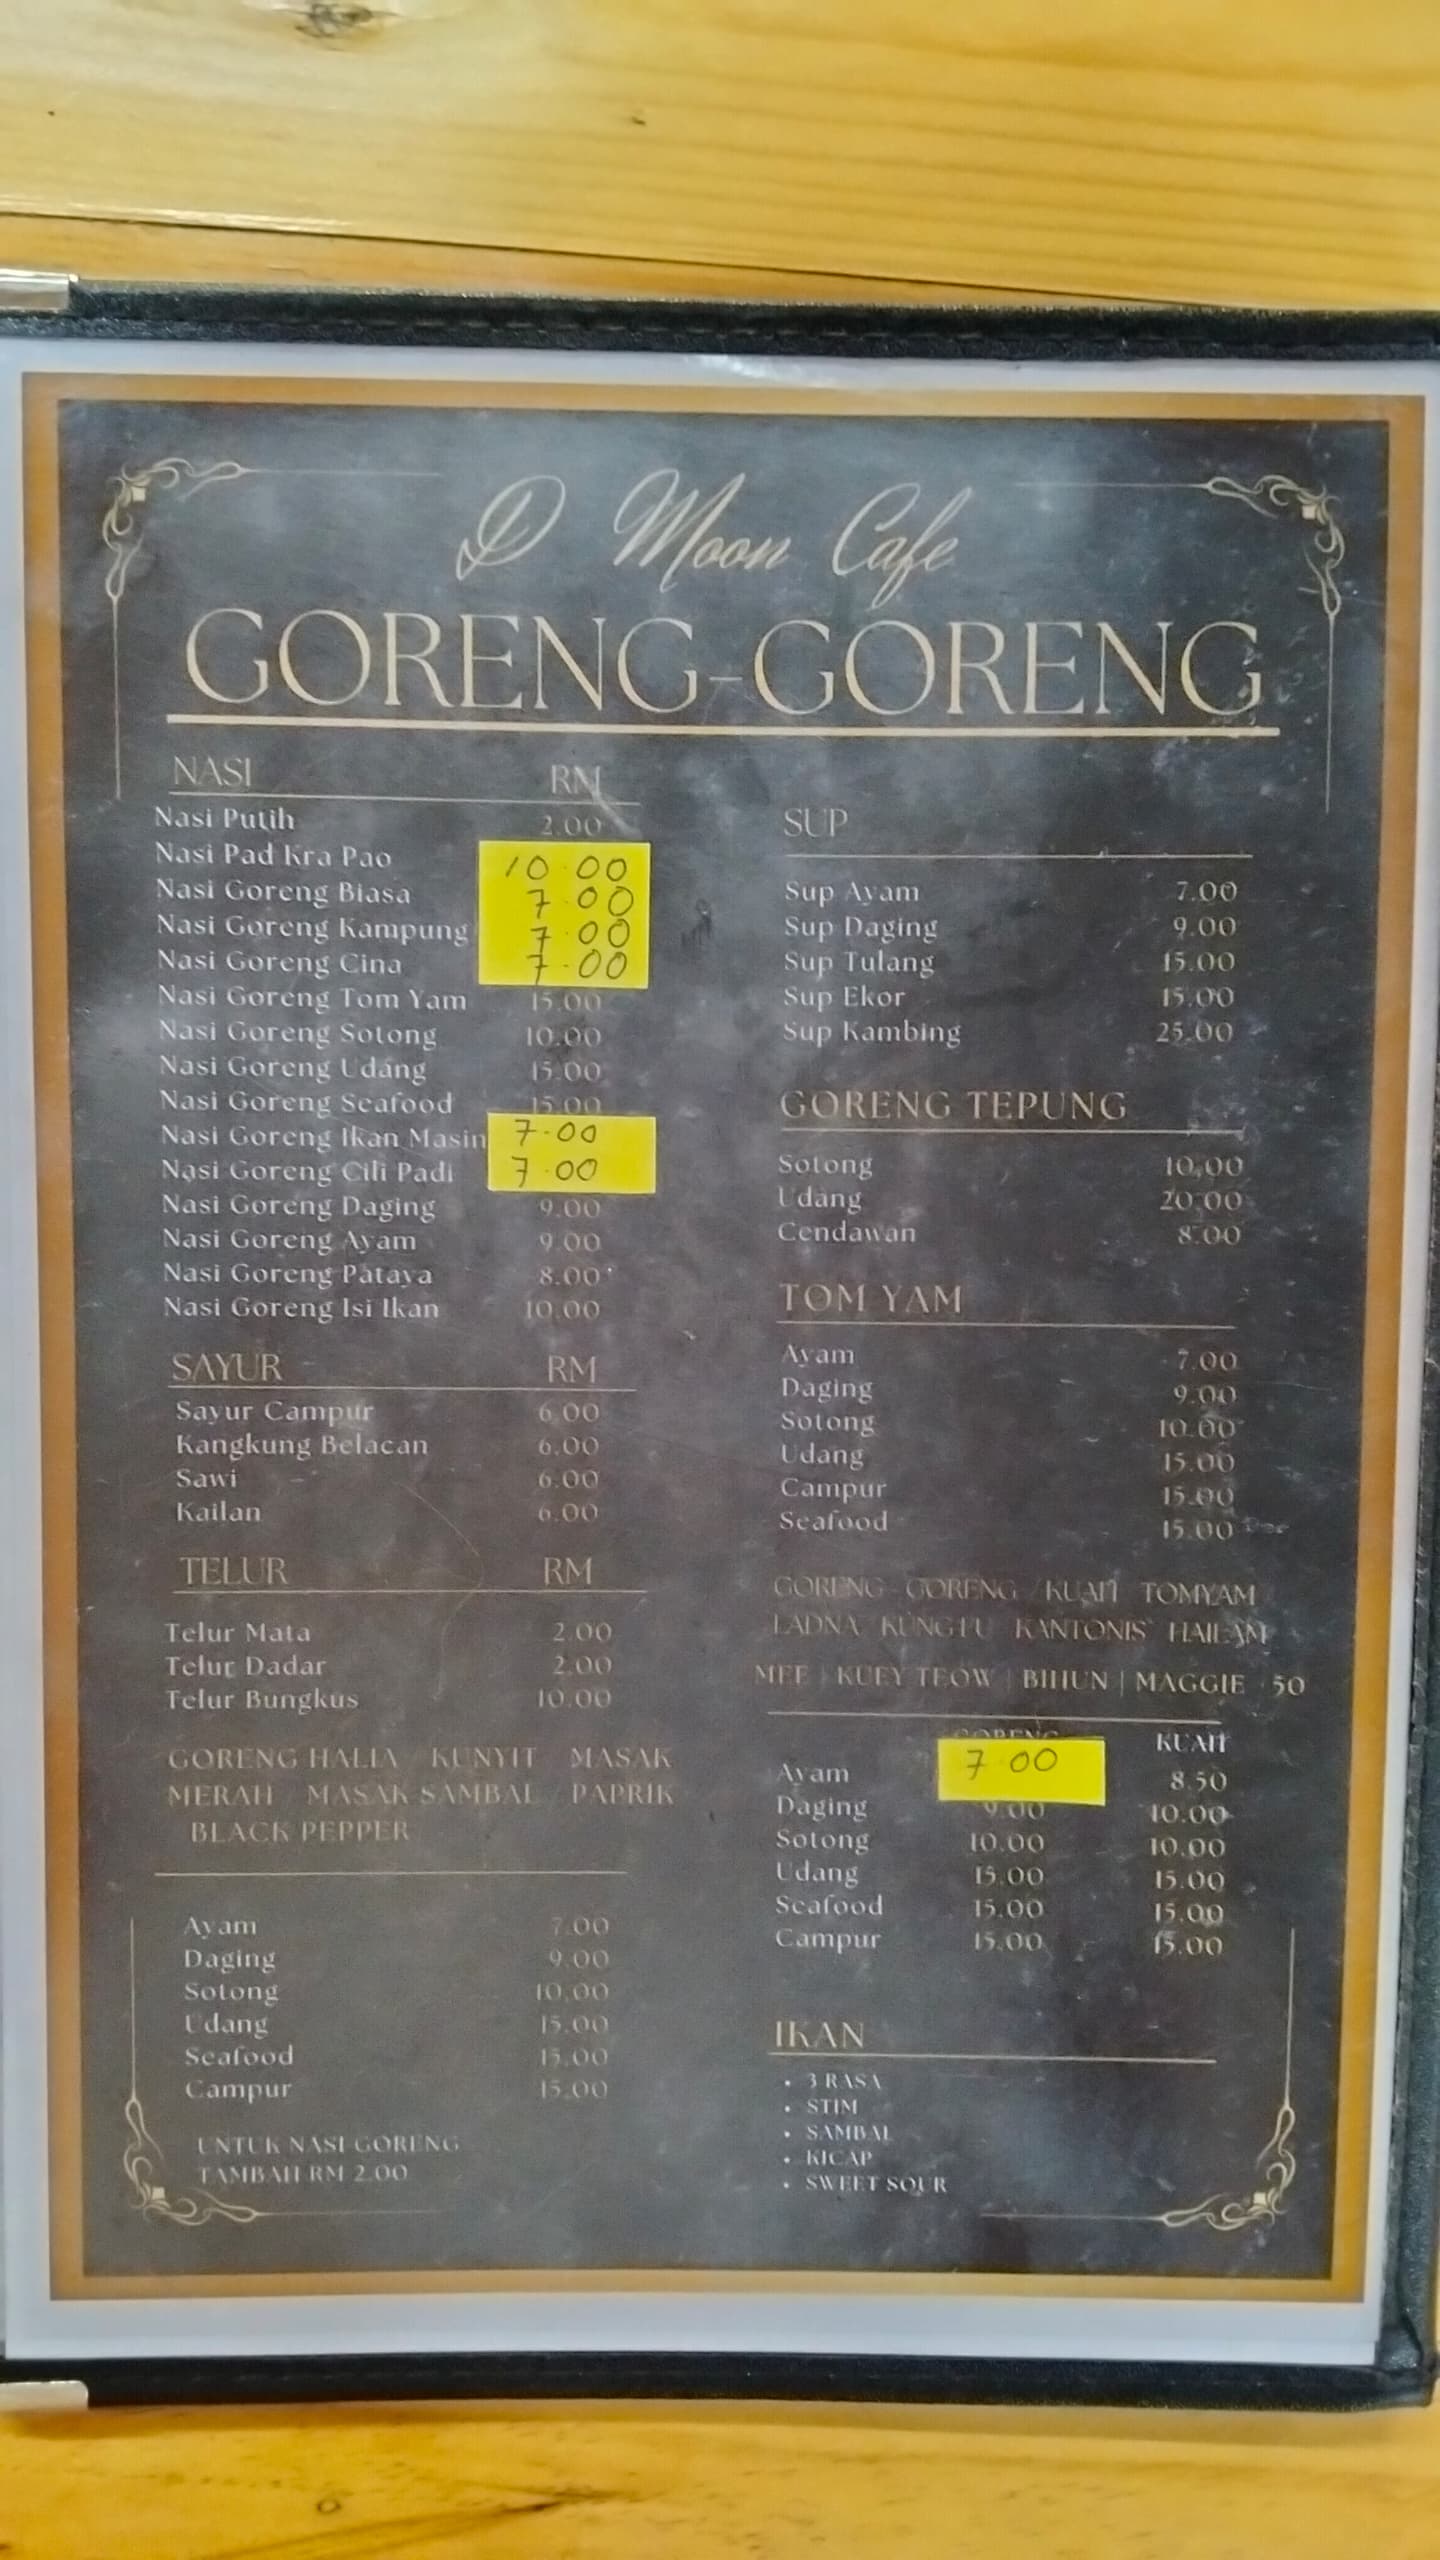 D Moon Cafe
GORENG-GORENG
NASI RM
Nasi Putih 2.00
Nasi Pad Kra Pao 10.00
Nasi Goreng Biasa 7.00
Nasi Goreng Kampung 7.00
Nasi Goreng Cina 7.00
Nasi Goreng Tom Yam 15.00
Nasi Goreng Sotong 10.00
Nasi Goreng Udang 15.00
Nasi Goreng Seafood 15.00
Nasi Goreng Ikan Masin 7.00
Nasi Goreng Cili Padi 7.00
Nasi Goreng Daging 9.00
Nasi Goreng Ayam 9.00
Nasi Goreng Pataya 8.00
Nasi Goreng Isi Ikan 10.00
SAYUR RM
Sayur Campur 6.00
Kangkung Belacan 6.00
Sawi 6.00
Kailan 6.00
TELUR RM
Telur Mata 2.00
Telur Dadar 2.00
Telur Bungkus 10.00
GORENG HALIA / KUNYIT / MASAK
MERAH / MASAK SAMBAL / PAPRIK
BLACK PEPPER
Ayam 7.00
Daging 9.00
Sotong 10.00
Udang 15.00
Seafood 15.00
Campur 15.00
UNTUK NASI GORENG
TAMBAH RM 2.00
SUP
Sup Ayam 7.00
Sup Daging 9.00
Sup Tulang 15.00
Sup Ekor 15.00
Sup Kambing 25.00
GORENG TEPUNG
Sotong 10.00
Udang 20.00
Cendawan 8.00
TOM YAM
Ayam 7.00
Daging 9.00
Sotong 10.00
Udang 15.00
Campur 15.00
Seafood 15.00
GORENG - GORENG / KUAH TOMYAM
LADNA / KUNGFU / KANTONIS / HAILAM
MEE | KUEY TEOW | BIHUN | MAGGIE 50
GORENG KUAH
Ayam 7.00 8.50
Daging 9.00 10.00
Sotong 10.00 10.00
Udang 15.00 15.00
Seafood 15.00 15.00
Campur 15.00 15.00
IKAN
• 3 RASA
• STIM
• SAMBAL
• KICAP
• SWEET SOUR